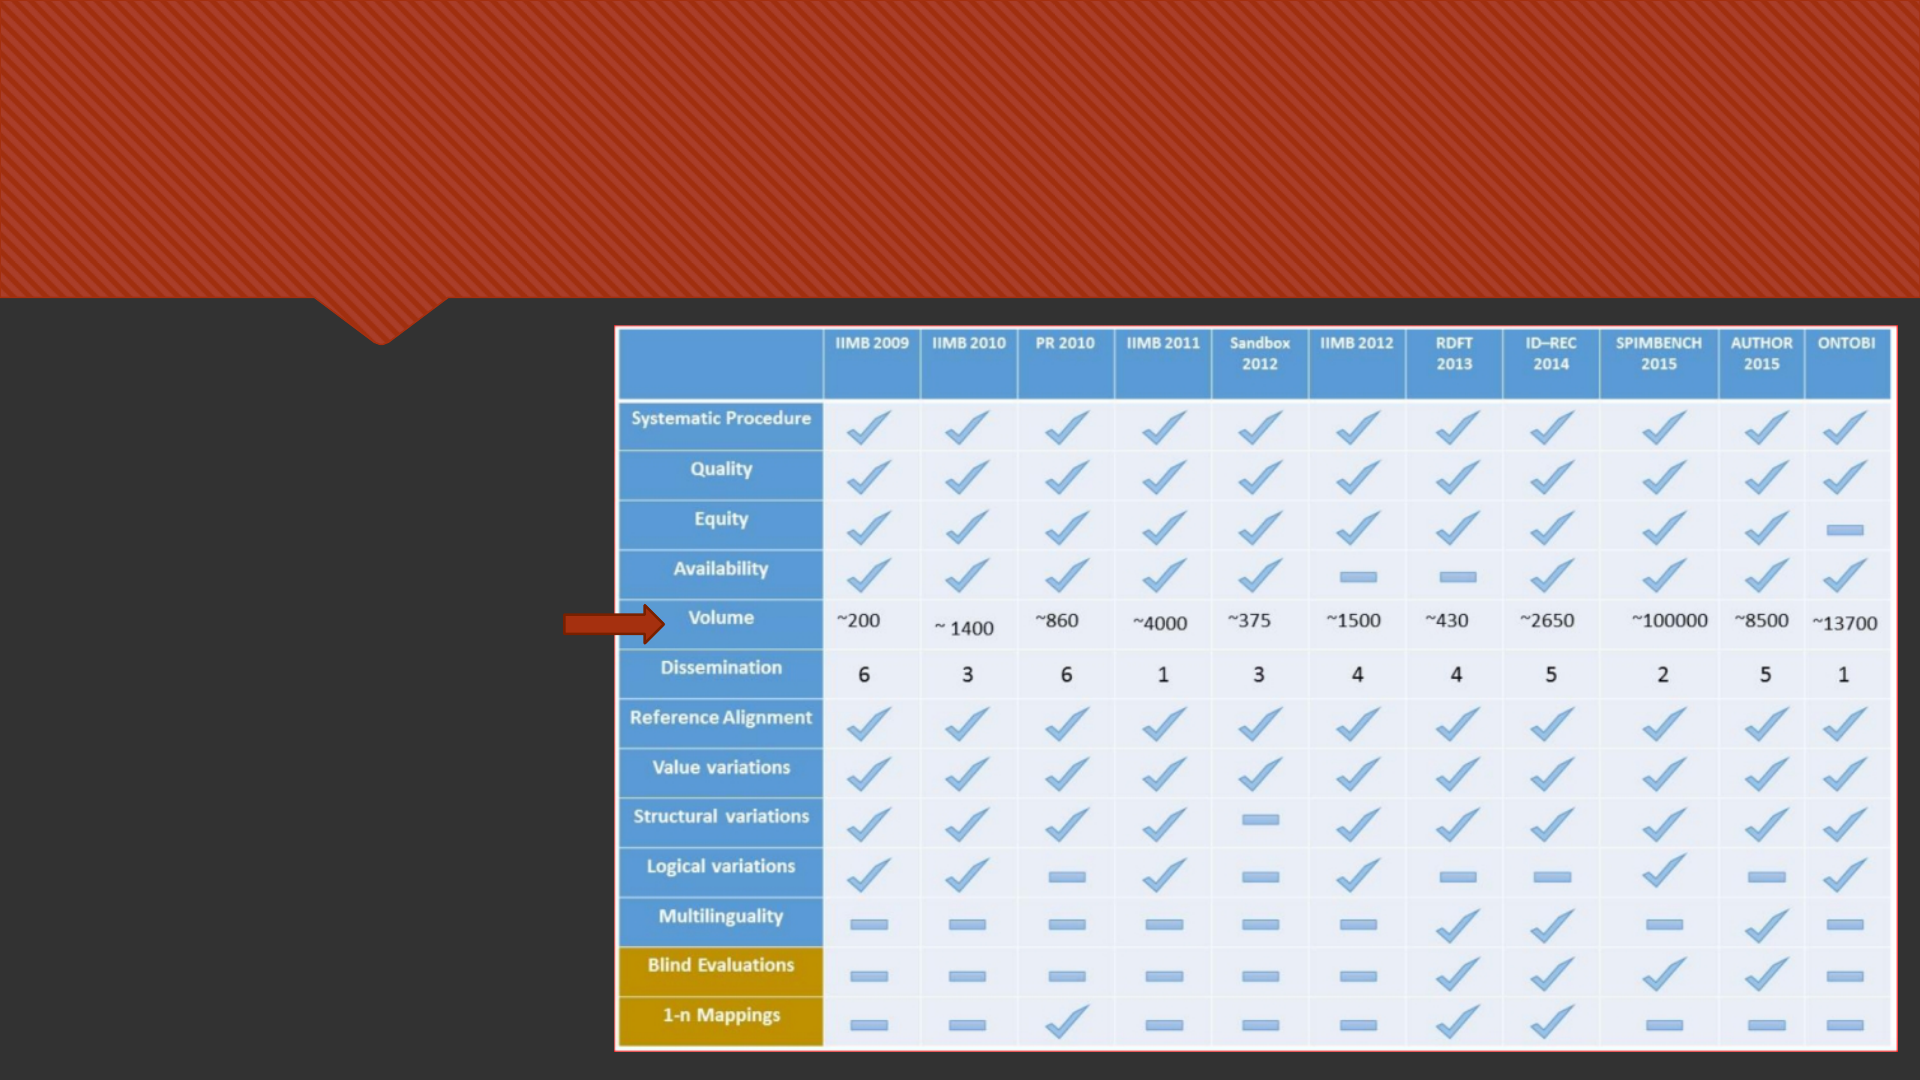 IIMB 2009 IIMB 2010 PR 2010 IIMB 2011 Sandbox 2012 IIMB 2012 RDFT 2013 ID–REC 2014 SPIMBENCH 2015 AUTHOR 2015 ONTOBI
Systematic Procedure
Quality
Equity
Availability
Volume ~200 ~ 1400 ~860 ~4000 ~375 ~1500 ~430 ~2650 ~100000 ~8500 ~13700
Dissemination 6 3 6 1 3 4 4 5 2 5 1
Reference Alignment
Value variations
Structural variations
Logical variations
Multilinguality
Blind Evaluations
1-n Mappings